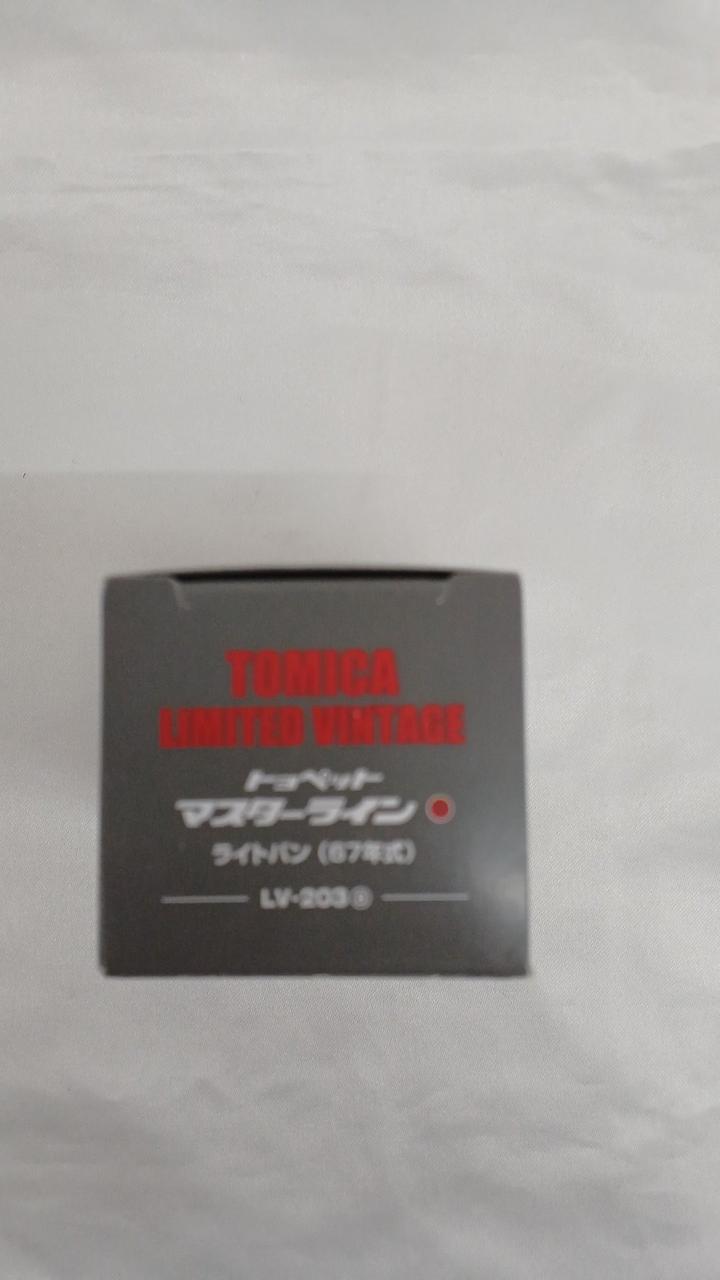 TOMICA
LIMITED VINTAGE
トヨペット
マスターライン
ライトバン (67年式)
LV-203